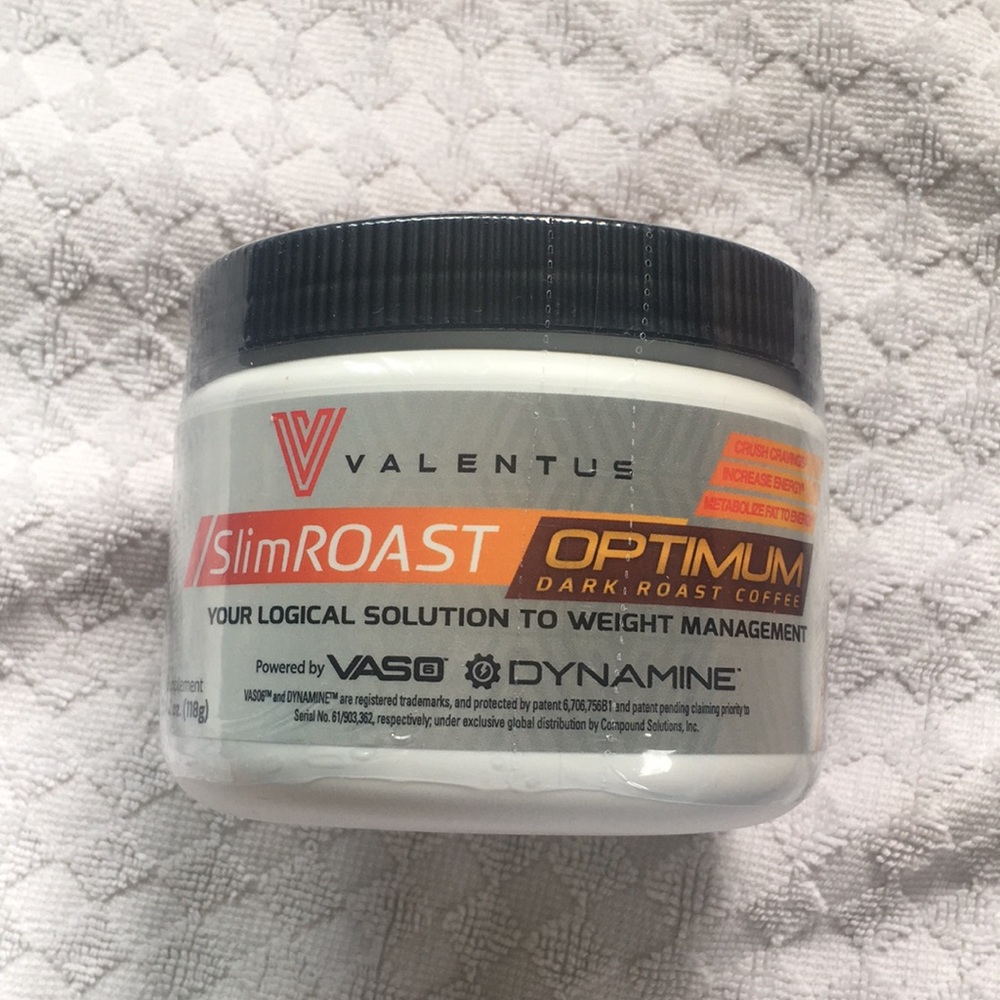 VALENTUS
CRUSH CRAVINGS
INCREASE ENERGY
METABOLIZE FAT TO ENERGY
SlimROAST OPTIMUM
DARK ROAST COFFEE
YOUR LOGICAL SOLUTION TO WEIGHT MANAGEMENT
Powered by VASO6™ DYNAMINE™
VASO6™ and DYNAMINE™ are registered trademarks, and protected by patent 6,706,756B1 and patent pending claiming priority to
Serial No. 61/903,362, respectively; under exclusive global distribution by Compound Solutions, Inc.
(118g)